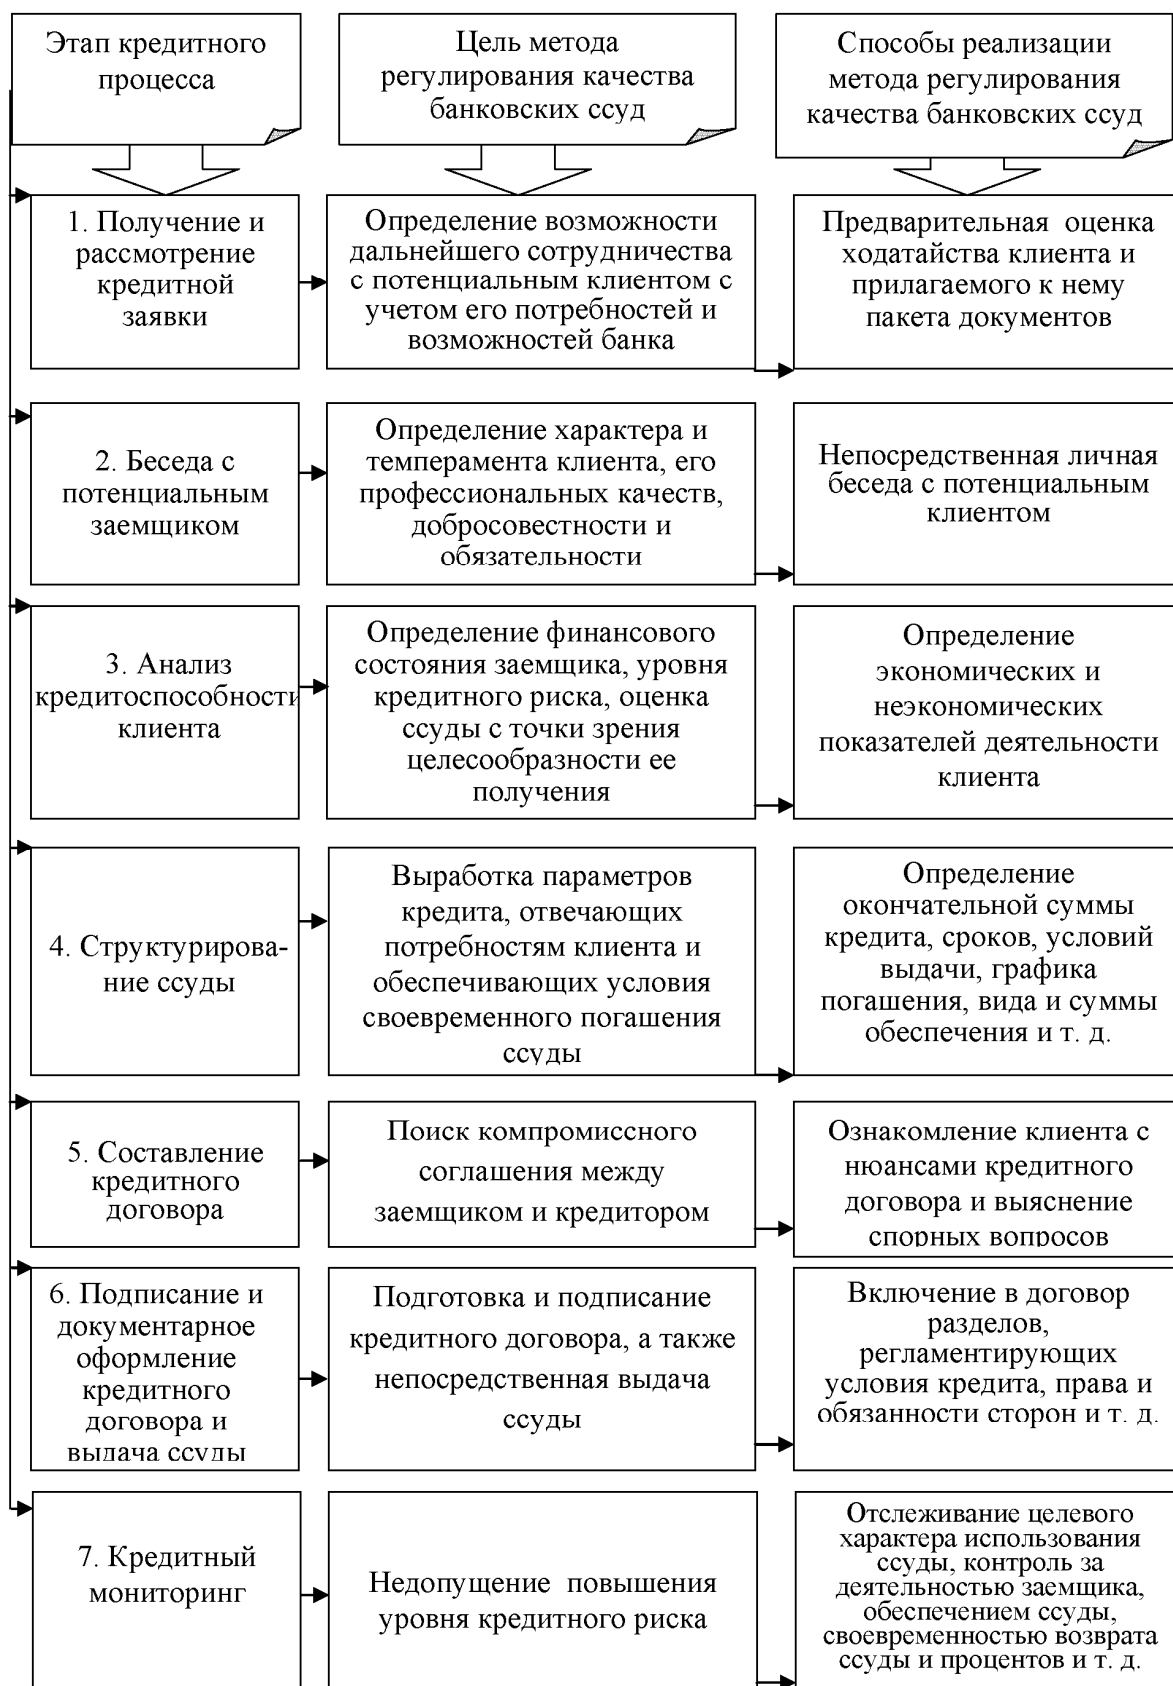 Этап кредитного
процесса
Цель метода
регулирования качества
банковских ссуд
Способы реализации
метода регулирования
качества банковских ссуд
1. Получение и
рассмотрение
кредитной
заявки
Определение возможности
дальнейшего сотрудничества
с потенциальным клиентом с
учетом его потребностей и
возможностей банка
Предварительная оценка
ходатайства клиента и
прилагаемого к нему
пакета документов
2. Беседа с
потенциальным
заемщиком
Определение характера и
темперамента клиента, его
профессиональных качеств,
добросовестности и
обязательности
Непосредственная личная
беседа с потенциальным
клиентом
3. Анализ
кредитоспособности
клиента
Определение финансового
состояния заемщика, уровня
кредитного риска, оценка
ссуды с точки зрения
целесообразности ее
получения
Определение
экономических и
неэкономических
показателей деятельности
клиента
4. Структурирова-
ние ссуды
Выработка параметров
кредита, отвечающих
потребностям клиента и
обеспечивающих условия
своевременного погашения
ссуды
Определение
окончательной суммы
кредита, сроков, условий
выдачи, графика
погашения, вида и суммы
обеспечения и т. д.
5. Составление
кредитного
договора
Поиск компромиссного
соглашения между
заемщиком и кредитором
Ознакомление клиента с
нюансами кредитного
договора и выяснение
спорных вопросов
6. Подписание и
документарное
оформление
кредитного
договора и
выдача ссуды
Подготовка и подписание
кредитного договора, а также
непосредственная выдача
ссуды
Включение в договор
разделов,
регламентирующих
условия кредита, права и
обязанности сторон и т. д.
7. Кредитный
мониторинг
Недопущение повышения
уровня кредитного риска
Отслеживание целевого
характера использования
ссуды, контроль за
деятельностью заемщика,
обеспечением ссуды,
своевременностью возврата
ссуды и процентов и т. д.